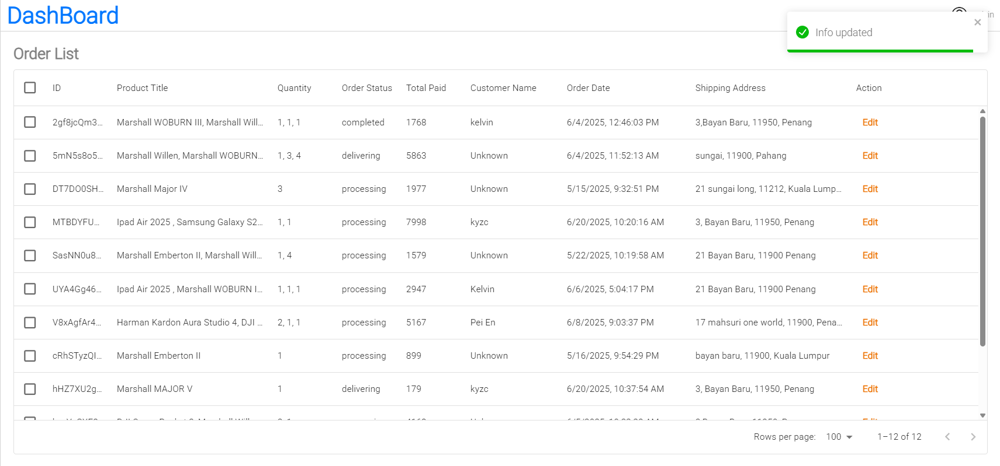 DashBoard
Info updated
Order List
ID Product Title Quantity Order Status Total Paid Customer Name Order Date Shipping Address Action
2gf8jcQm3... Marshall WOBURN III, Marshall Will... 1, 1, 1 completed 1768 kelvin 6/4/2025, 12:46:03 PM 3,Bayan Baru, 11950, Penang Edit
5mN5s8o5... Marshall Willen, Marshall WOBURN... 1, 3, 4 delivering 5863 Unknown 6/4/2025, 11:52:13 AM sungai, 11900, Pahang Edit
DT7DO0SH... Marshall Major IV 3 processing 1977 Unknown 5/15/2025, 9:32:51 PM 21 sungai long, 11212, Kuala Lump... Edit
MTBDYFU... Ipad Air 2025 , Samsung Galaxy S2... 1, 1 processing 7998 kyzc 6/20/2025, 10:20:16 AM 3, Bayan Baru, 11950, Penang Edit
SasNN0u8... Marshall Emberton II, Marshall Will... 1, 4 processing 1579 Unknown 5/22/2025, 10:19:58 AM 21 Bayan Baru, 11900 Penang Edit
UYA4Gg46... Ipad Air 2025 , Marshall WOBURN I... 1, 1, 1 processing 2947 Kelvin 6/6/2025, 5:04:17 PM 21 Bayan Baru, 11900 Penang Edit
V8xAgfAr4... Harman Kardon Aura Studio 4, DJI ... 2, 1, 1 processing 5167 Pei En 6/8/2025, 9:03:37 PM 17 mahsuri one world, 11900, Pena... Edit
cRhSTyzQI... Marshall Emberton II 1 processing 899 Unknown 5/16/2025, 9:54:29 PM bayan baru, 11900, Kuala Lumpur Edit
hHZ7XU2g... Marshall MAJOR V 1 delivering 179 kyzc 6/20/2025, 10:37:54 AM 3, Bayan Baru, 11950, Penang Edit
Rows per page: 100 1–12 of 12